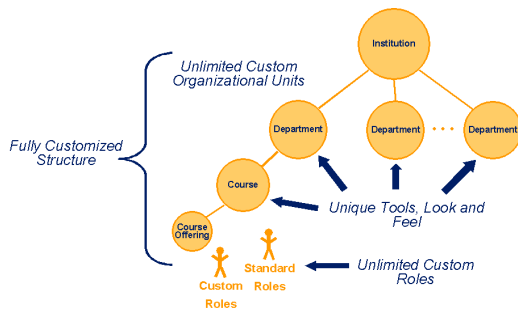 Institution
Unlimited Custom
Organizational Units
Department
Department
• • •
Department
Fully Customized
Structure
Course
Unique Tools, Look and
Feel
Course
Offering
Standard
Roles
Custom
Roles
Unlimited Custom
Roles